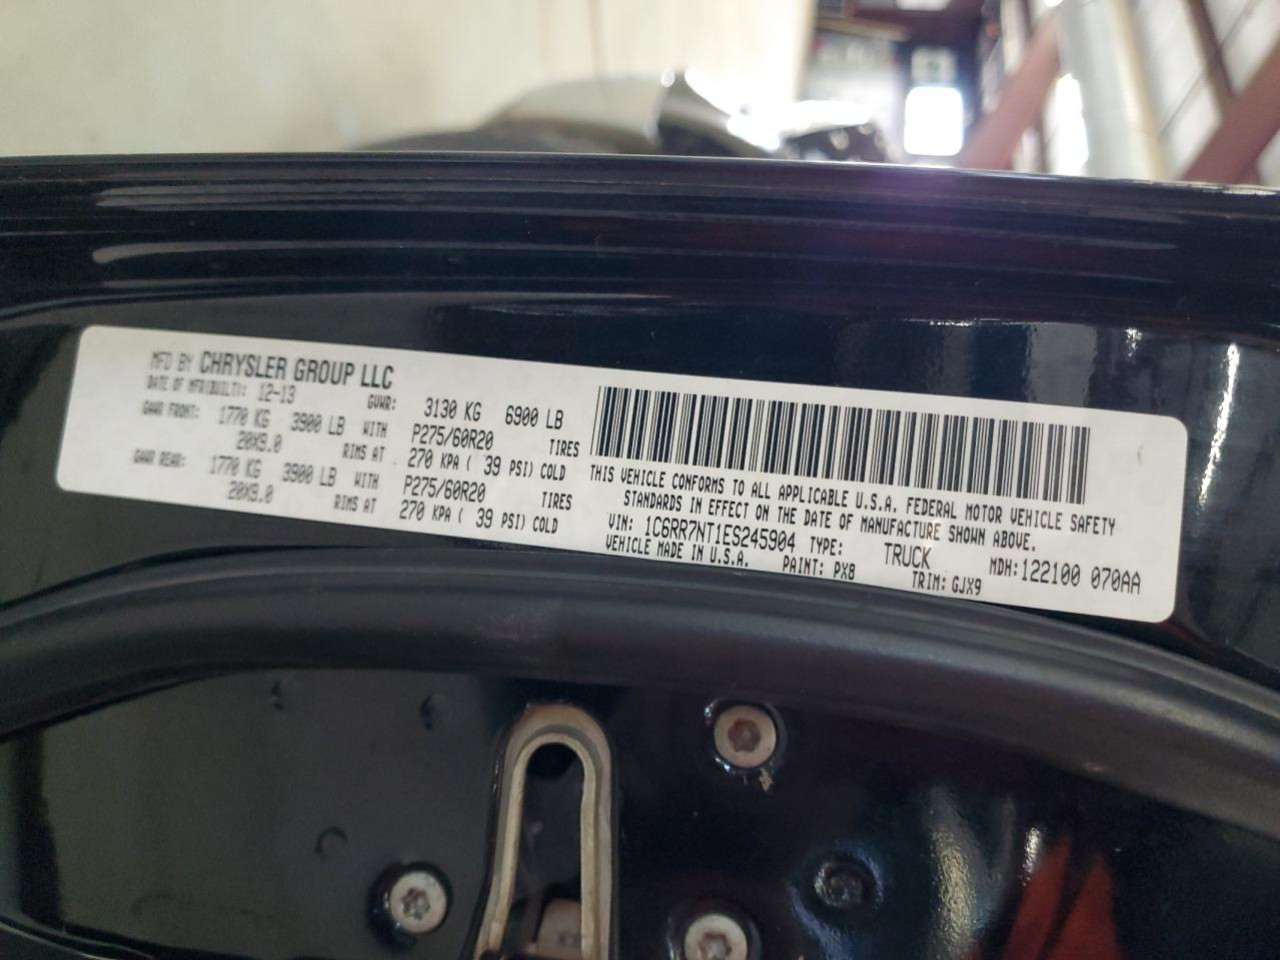 MFD BY CHRYSLER GROUP LLC
DATE OF MFR(BUILT): 12-13 GVWR: 3130 KG 6900 LB
GAWR FRONT: 1770 KG 3900 LB WITH P275/60R20 TIRES
20X9.0 RIMS AT 270 KPA ( 39 PSI) COLD
GAWR REAR: 1770 KG 3900 LB WITH P275/60R20 TIRES
20X9.0 RIMS AT 270 KPA ( 39 PSI) COLD
THIS VEHICLE CONFORMS TO ALL APPLICABLE U.S.A. FEDERAL MOTOR VEHICLE SAFETY
STANDARDS IN EFFECT ON THE DATE OF MANUFACTURE SHOWN ABOVE.
VIN: 1C6RR7NT1ES245904 TYPE: TRUCK MDH: 122100 070AA
VEHICLE MADE IN U.S.A. PAINT: PX8 TRIM: GJX9